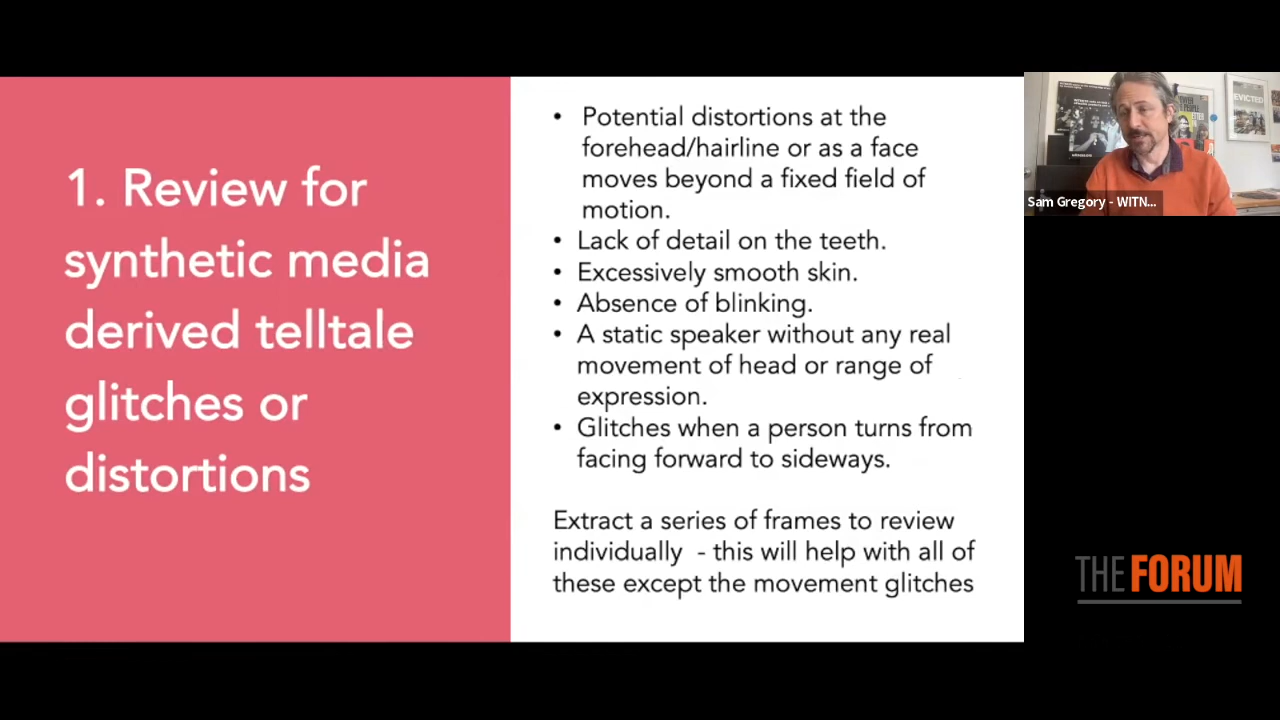 1. Review for
synthetic media
derived telltale
glitches or
distortions
• Potential distortions at the
forehead/hairline or as a face
moves beyond a fixed field of
motion.
• Lack of detail on the teeth.
• Excessively smooth skin.
• Absence of blinking.
• A static speaker without any real
movement of head or range of
expression.
• Glitches when a person turns from
facing forward to sideways.
Extract a series of frames to review
individually - this will help with all of
these except the movement glitches
EVICTED
Sam Gregory - WITN...
THE FORUM